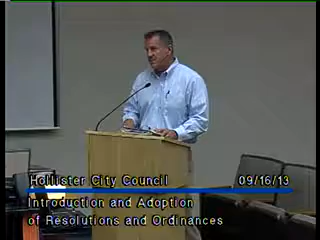 Hollister City Council 09/16/13
Introduction and Adoption
of Resolutions and Ordinances